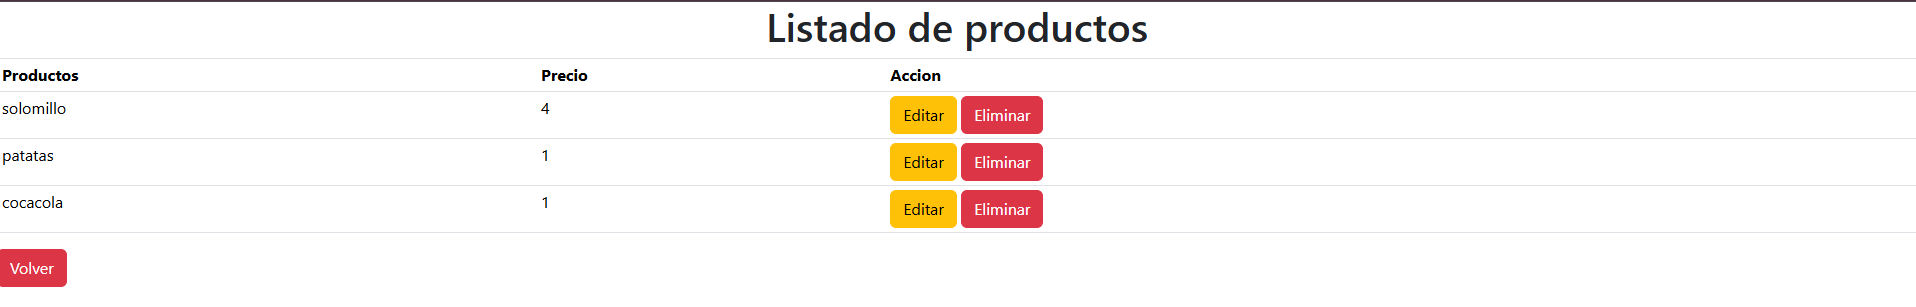 Listado de productos
Productos Precio Accion
solomillo 4 Editar Eliminar
patatas 1 Editar Eliminar
cocacola 1 Editar Eliminar
Volver